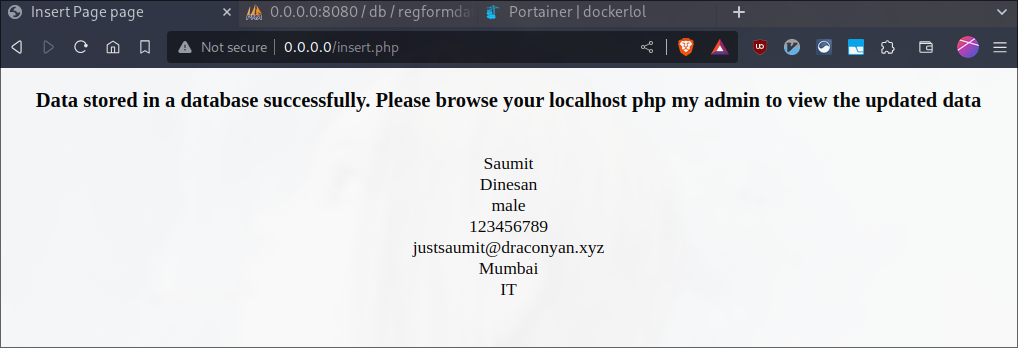 Insert Page page
0.0.0.0:8080 / db / regformda
Portainer | dockerlol
Not secure
0.0.0.0/insert.php
Data stored in a database successfully. Please browse your localhost php my admin to view the updated data
Saumit
Dinesan
male
123456789
justsaumit@draconyan.xyz
Mumbai
IT